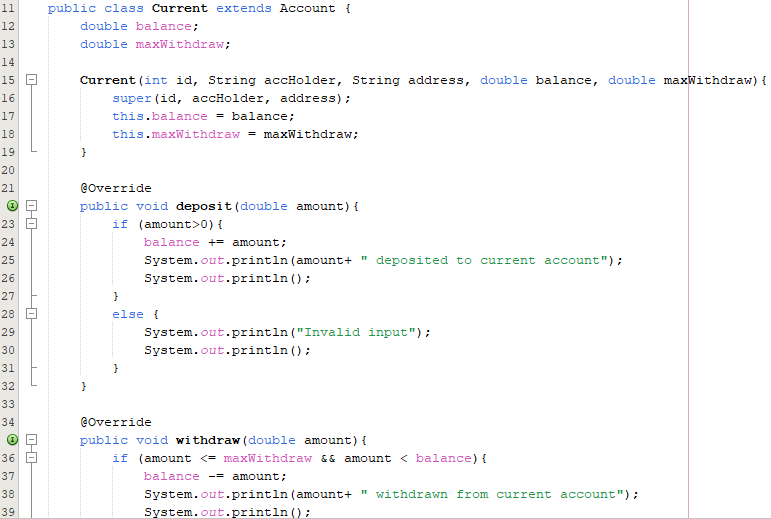 11 public class Current extends Account {
12 double balance;
13 double maxWithdraw;
14
15 Current(int id, String accHolder, String address, double balance, double maxWithdraw){
16 super(id, accHolder, address);
17 this.balance = balance;
18 this.maxWithdraw = maxWithdraw;
19 }
20
21 @Override
public void deposit(double amount){
23 if (amount>0){
24 balance += amount;
25 System.out.println(amount+ " deposited to current account");
26 System.out.println();
27 }
28 else {
29 System.out.println("Invalid input");
30 System.out.println();
31 }
32 }
33
34 @Override
public void withdraw(double amount){
36 if (amount <= maxWithdraw && amount < balance){
37 balance -= amount;
38 System.out.println(amount+ " withdrawn from current account");
39 System.out.println();